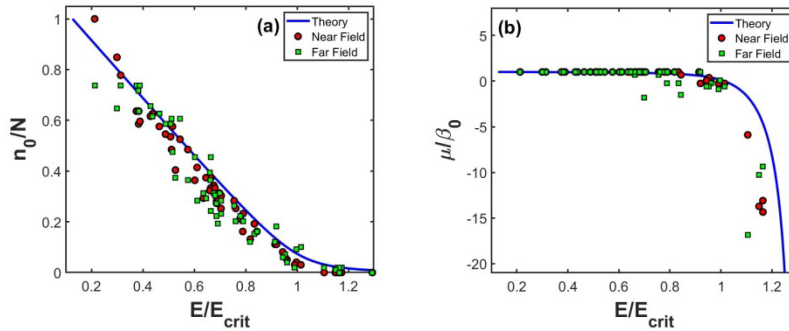 (a)
Theory
Near Field
Far Field
1
0.8
0.6
0.4
0.2
0
n₀/N
0.2 0.4 0.6 0.8 1 1.2
E/E_crit
(b)
Theory
Near Field
Far Field
5
0
-5
-10
-15
-20
μ/β₀
0.2 0.4 0.6 0.8 1 1.2
E/E_crit